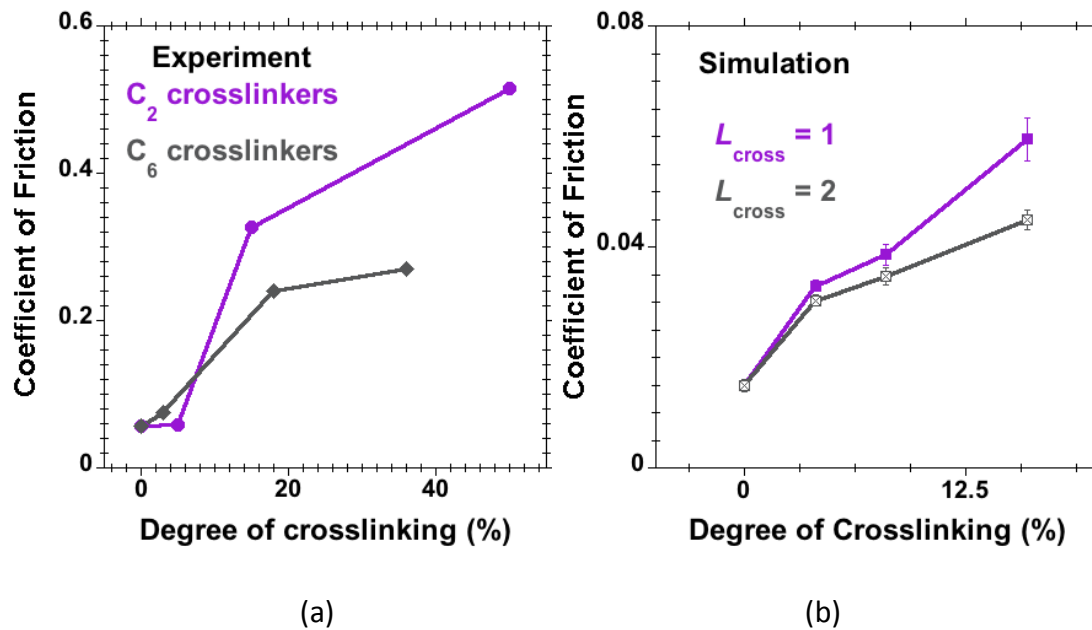 Experiment
C2 crosslinkers
C6 crosslinkers
Coefficient of Friction
0.6
0.4
0.2
0
0
20
40
Degree of crosslinking (%)
(a)
Simulation
Lcross = 1
Lcross = 2
Coefficient of Friction
0.08
0.04
0
0
12.5
Degree of Crosslinking (%)
(b)